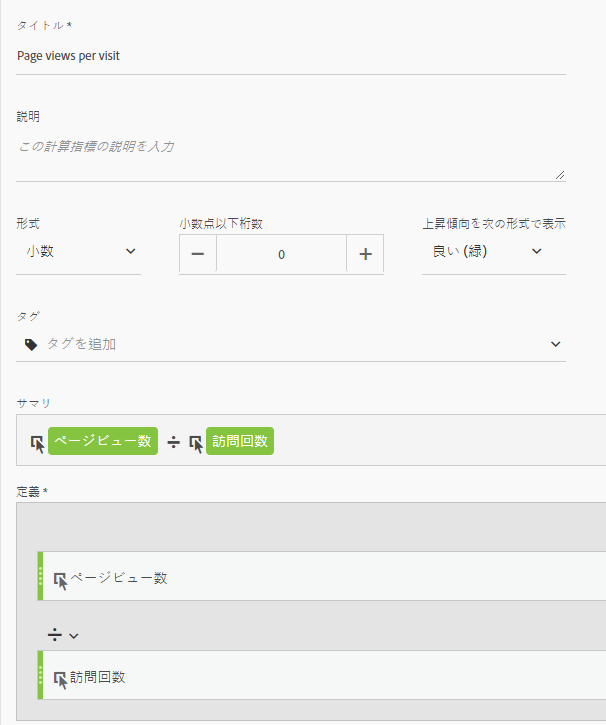 タイトル *
Page views per visit
説明
この計算指標の説明を入力
形式 小数点以下桁数 上昇傾向を次の形式で表示
小数 − 0 + 良い (緑)
タグ
タグを追加
サマリ
ページビュー数 ÷ 訪問回数
定義 *
ページビュー数
÷
訪問回数